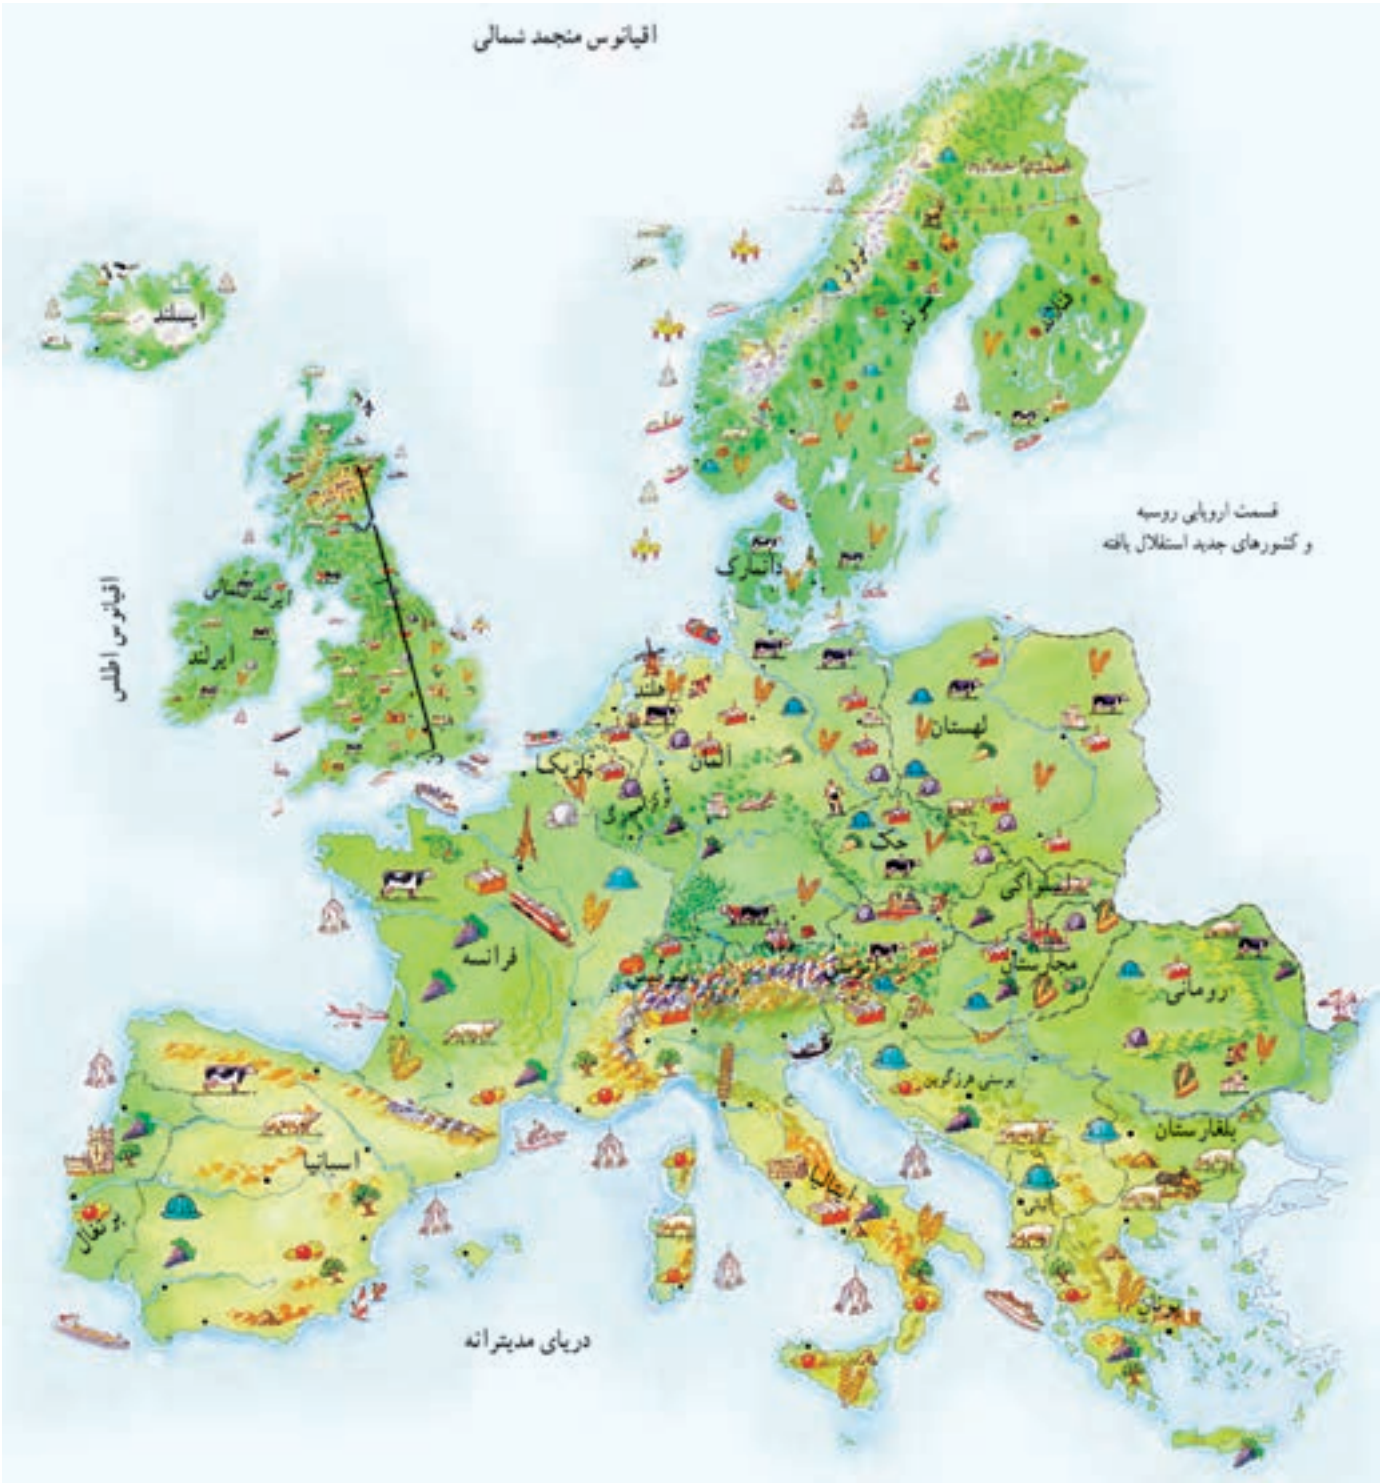 اقیانوس منجمد شمالی
نروژ
سوئد
فنلاند
ایسلند
قسمت اروپایی روسیه
و کشورهای جدید استقلال یافته
دانمارک
اقیانوس اطلس
ایرلند شمالی
ایرلند
هلند
لهستان
آلمان
بلژیک
چک
اسلواکی
فرانسه
سوئیس
اتریش
مجارستان
رومانی
بوسنی هرزگوین
بلغارستان
اسپانیا
ایتالیا
آلبانی
پرتغال
یونان
دریای مدیترانه